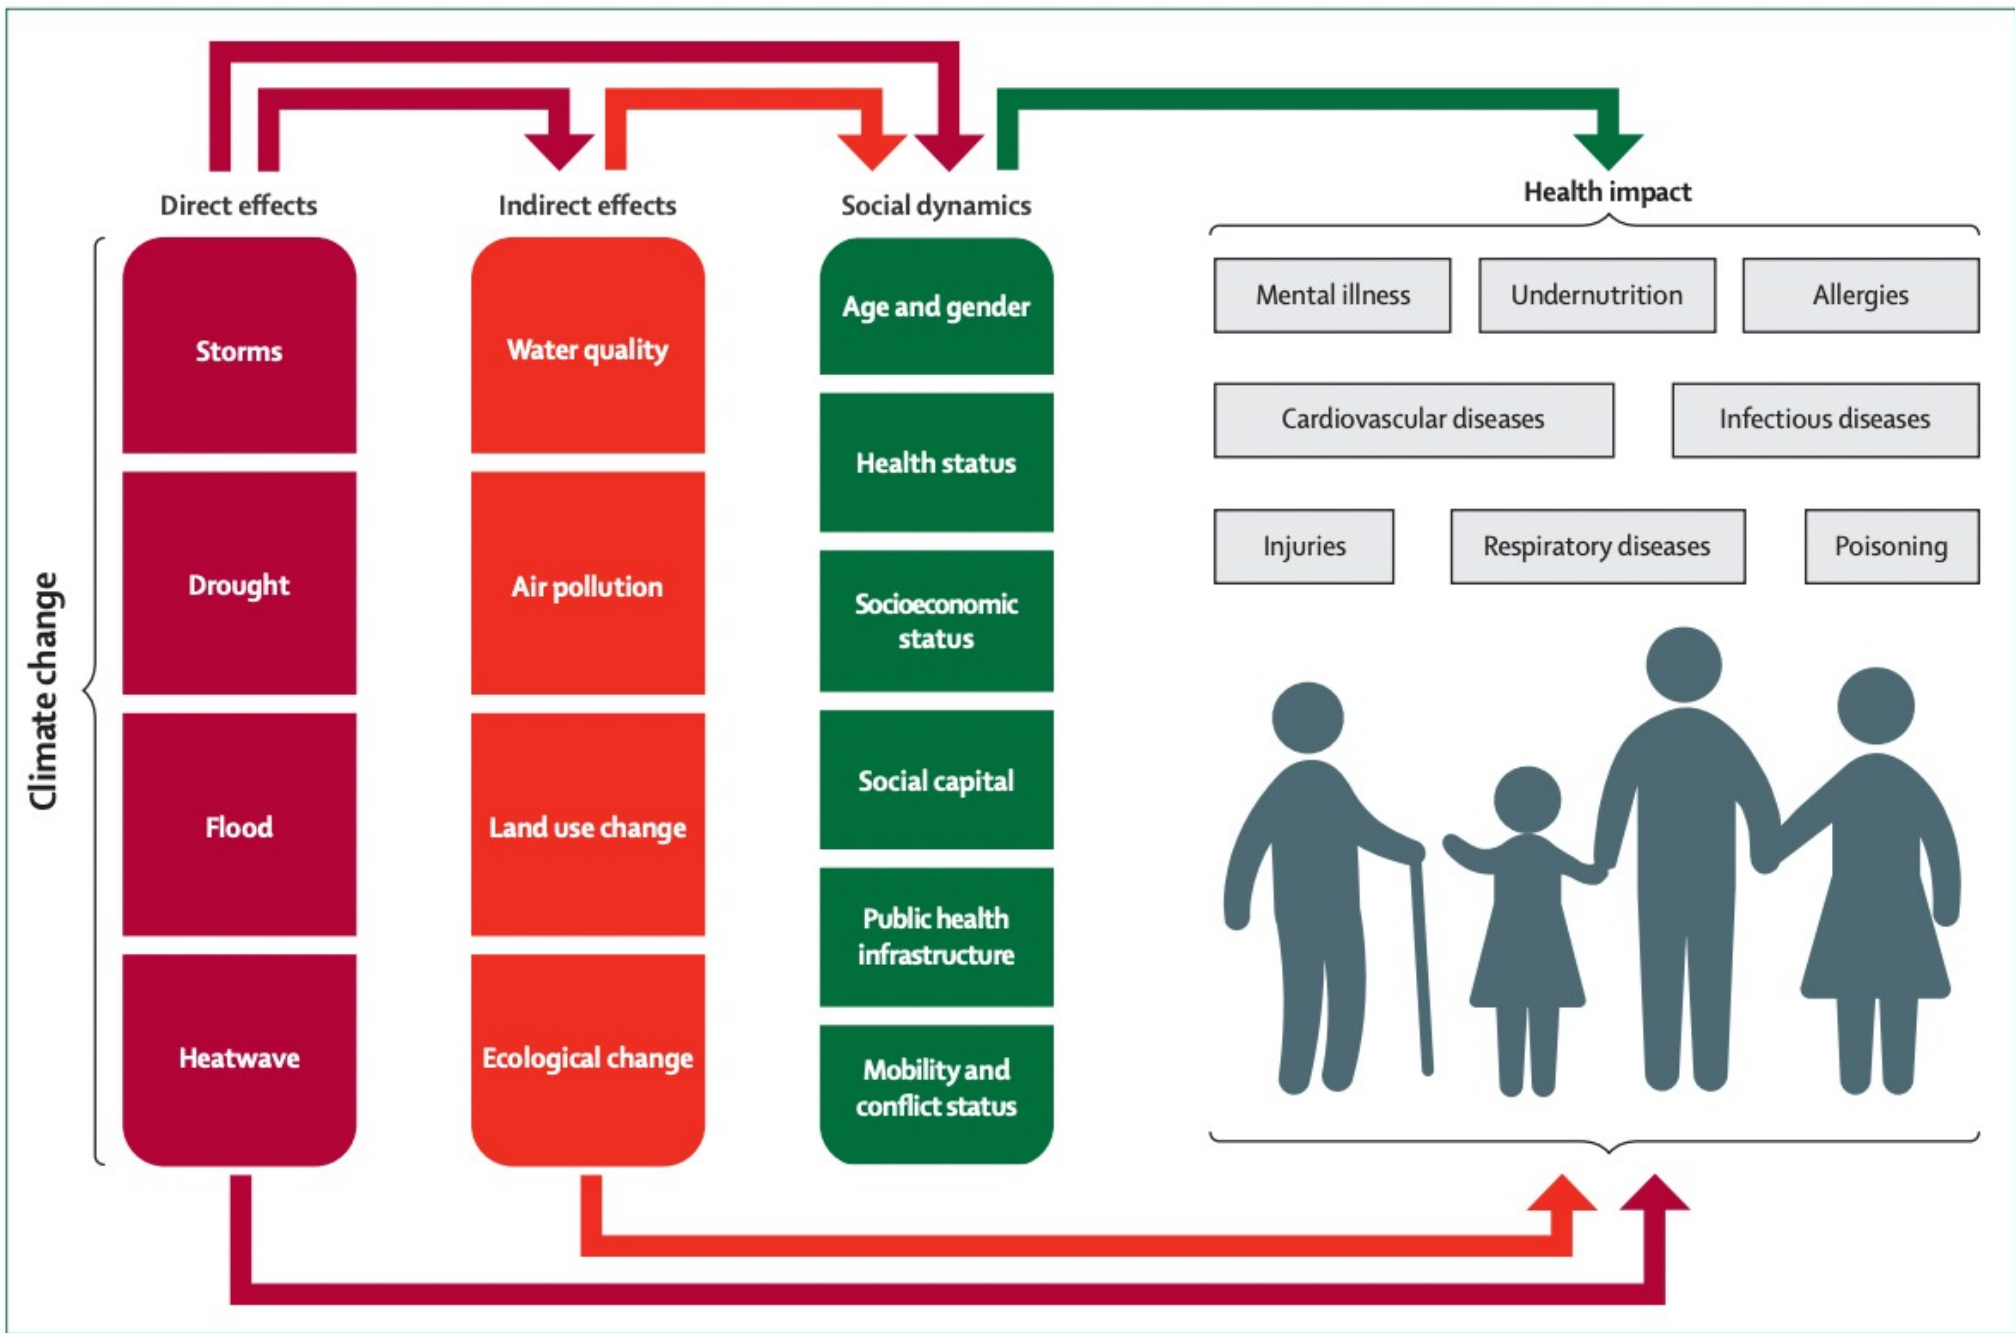 Direct effects
Indirect effects
Social dynamics
Health impact
Climate change
Storms
Drought
Flood
Heatwave
Water quality
Air pollution
Land use change
Ecological change
Age and gender
Health status
Socioeconomic
status
Social capital
Public health
infrastructure
Mobility and
conflict status
Mental illness
Undernutrition
Allergies
Cardiovascular diseases
Infectious diseases
Injuries
Respiratory diseases
Poisoning